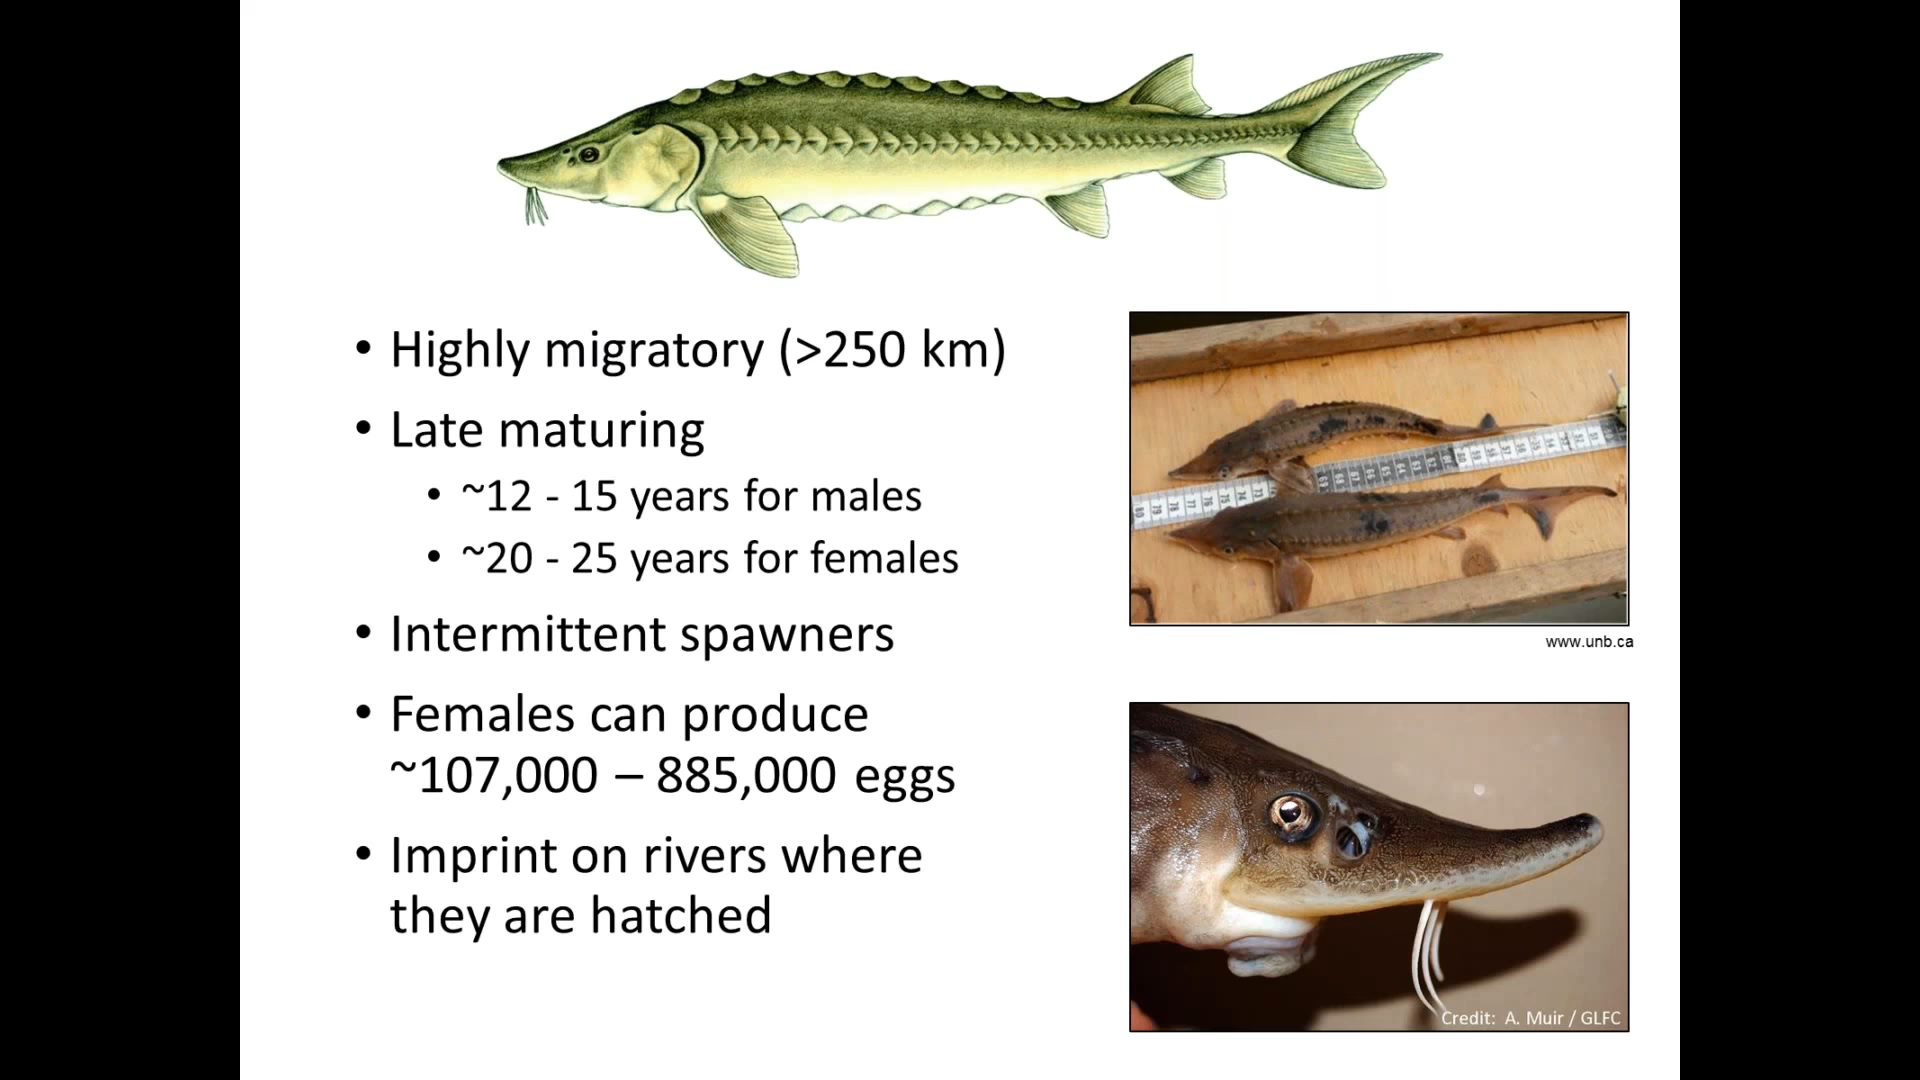 • Highly migratory (>250 km)
• Late maturing
• ~12 - 15 years for males
• ~20 - 25 years for females
• Intermittent spawners
• Females can produce
~107,000 – 885,000 eggs
• Imprint on rivers where
they are hatched
www.unb.ca
Credit: A. Muir / GLFC